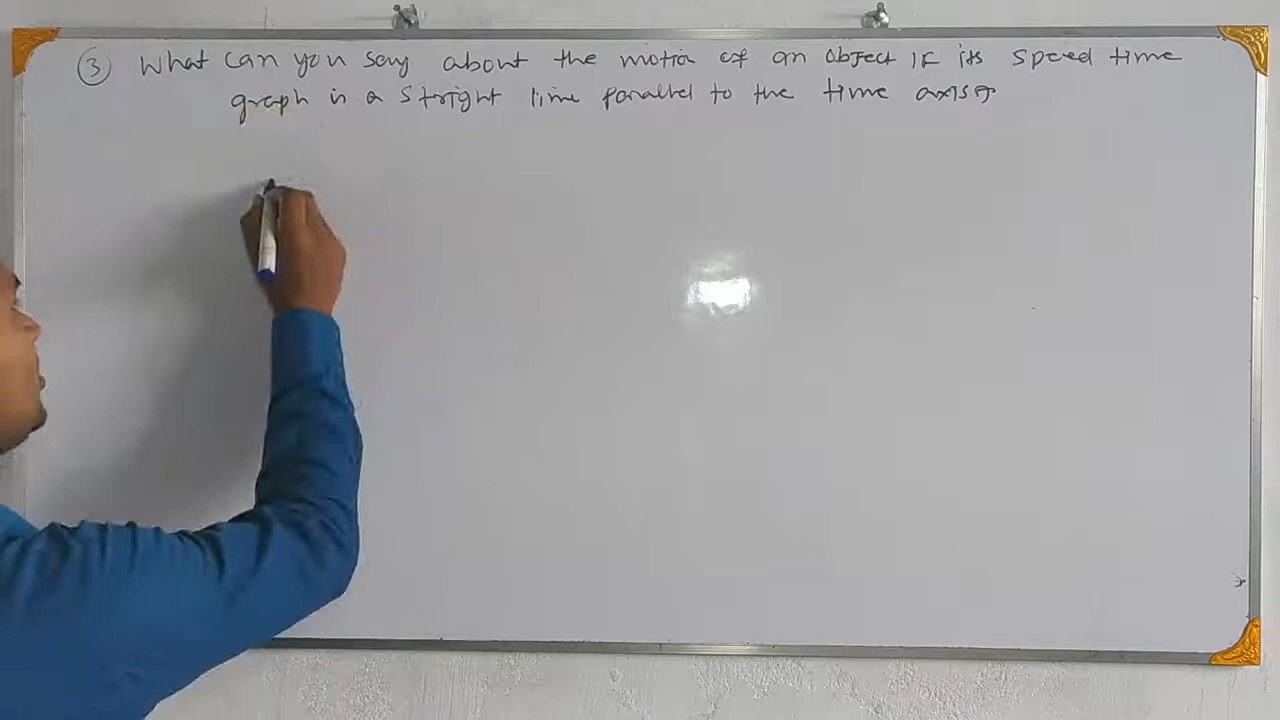 ③ What can you say about the motion of an object if its speed time
graph is a stright line parallel to the time axis?